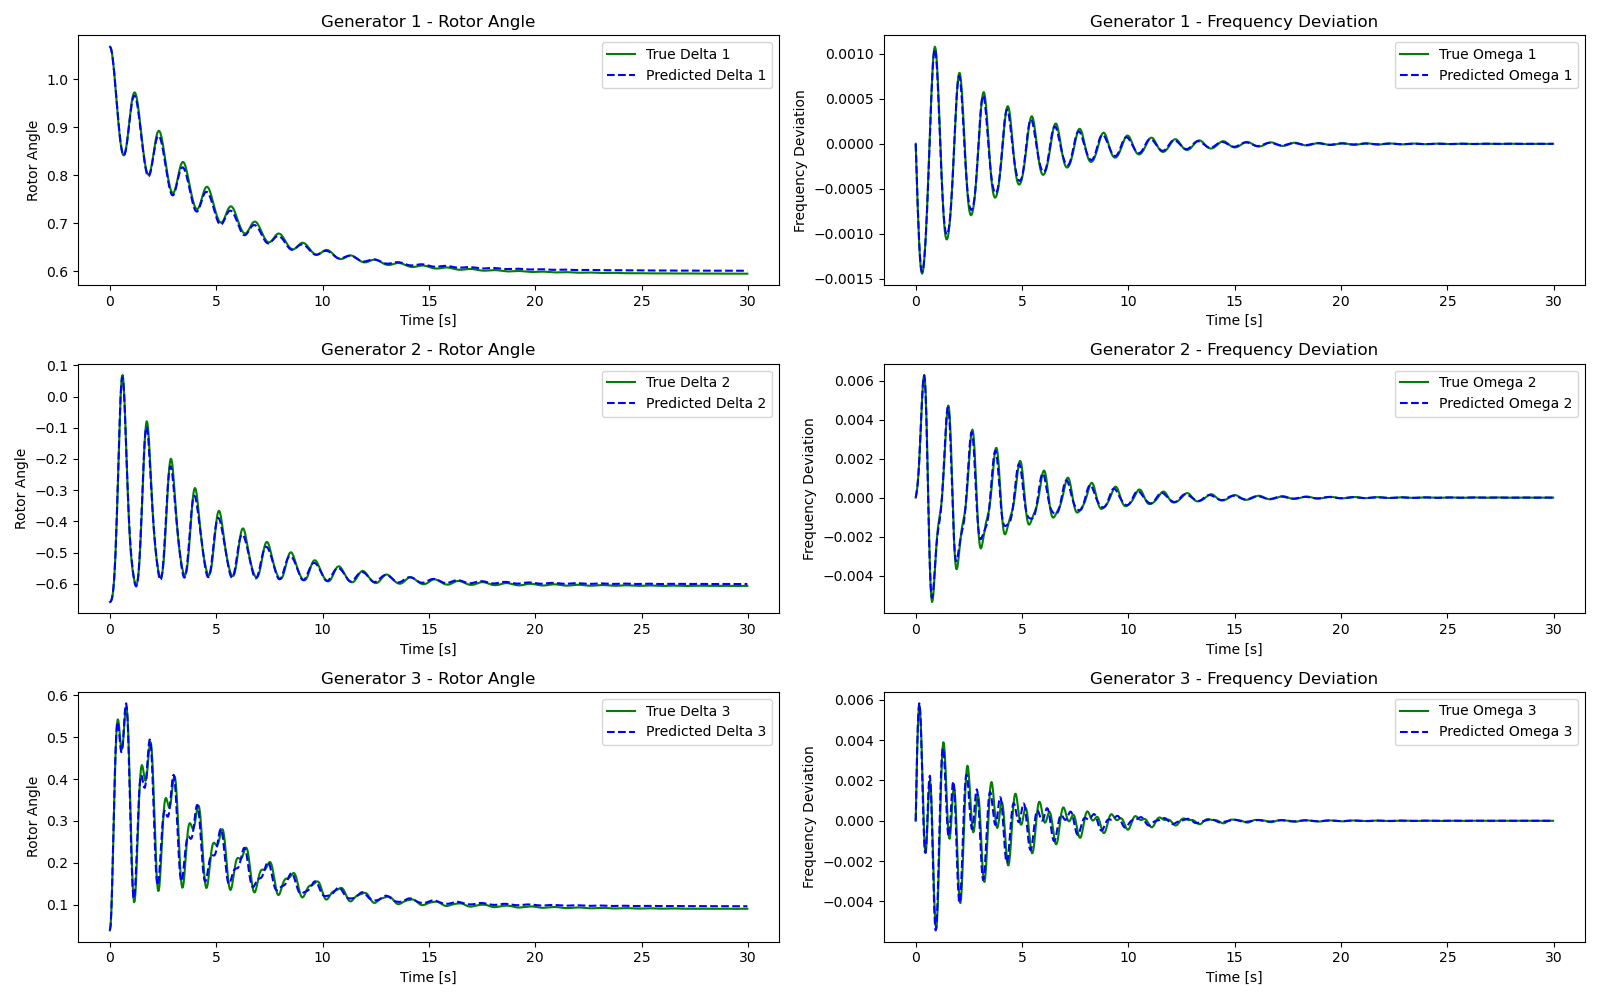 Generator 1 - Rotor Angle
Rotor Angle
1.0
0.9
0.8
0.7
0.6
True Delta 1
Predicted Delta 1
0 5 10 15 20 25 30
Time [s]
Generator 1 - Frequency Deviation
Frequency Deviation
0.0010
0.0005
0.0000
−0.0005
−0.0010
−0.0015
True Omega 1
Predicted Omega 1
0 5 10 15 20 25 30
Time [s]
Generator 2 - Rotor Angle
Rotor Angle
0.1
0.0
−0.1
−0.2
−0.3
−0.4
−0.5
−0.6
True Delta 2
Predicted Delta 2
0 5 10 15 20 25 30
Time [s]
Generator 2 - Frequency Deviation
Frequency Deviation
0.006
0.004
0.002
0.000
−0.002
−0.004
True Omega 2
Predicted Omega 2
0 5 10 15 20 25 30
Time [s]
Generator 3 - Rotor Angle
Rotor Angle
0.6
0.5
0.4
0.3
0.2
0.1
True Delta 3
Predicted Delta 3
0 5 10 15 20 25 30
Time [s]
Generator 3 - Frequency Deviation
Frequency Deviation
0.006
0.004
0.002
0.000
−0.002
−0.004
True Omega 3
Predicted Omega 3
0 5 10 15 20 25 30
Time [s]